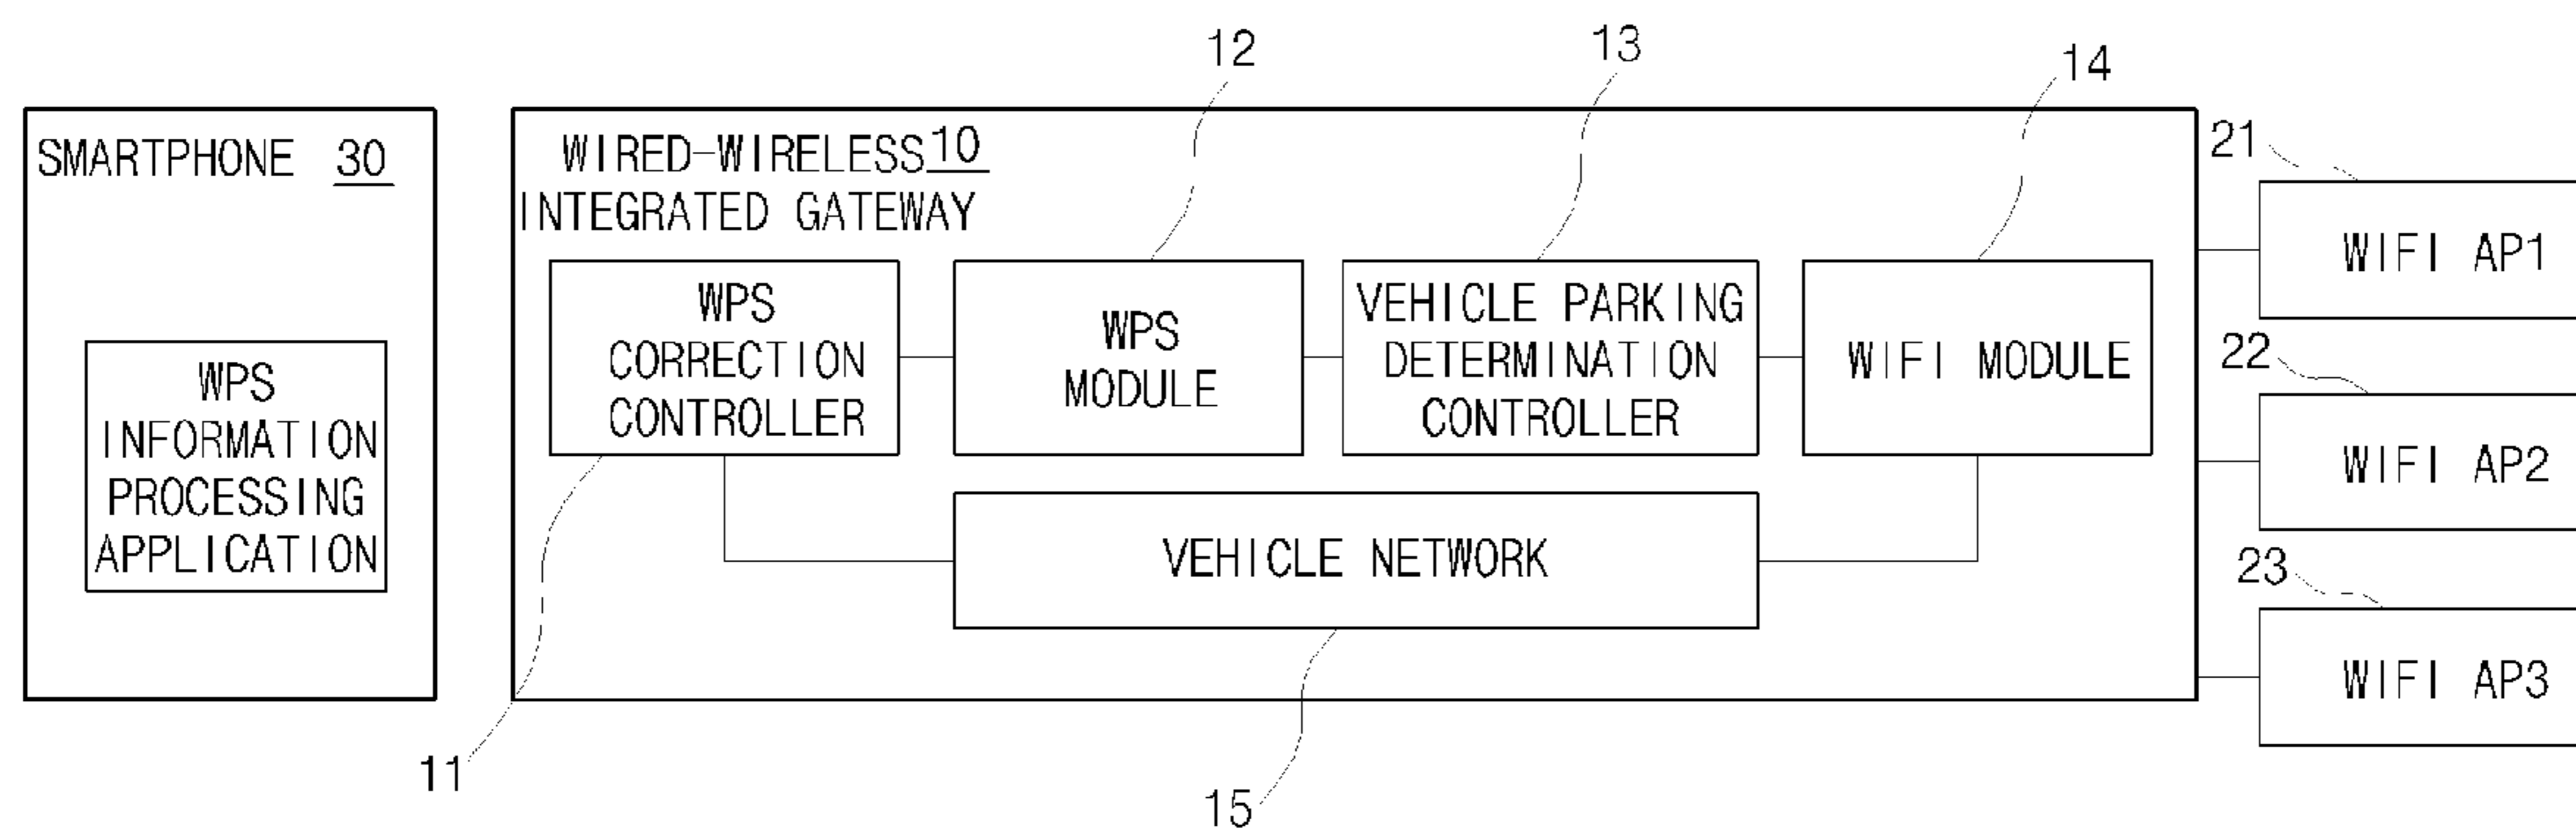 12
13
14
SMARTPHONE 30
WPS
INFORMATION
PROCESSING
APPLICATION
WIRED-WIRELESS 10
INTEGRATED GATEWAY
WPS
CORRECTION
CONTROLLER
WPS
MODULE
VEHICLE PARKING
DETERMINATION
CONTROLLER
WIFI MODULE
VEHICLE NETWORK
21
WIFI AP1
22
WIFI AP2
23
WIFI AP3
11
15